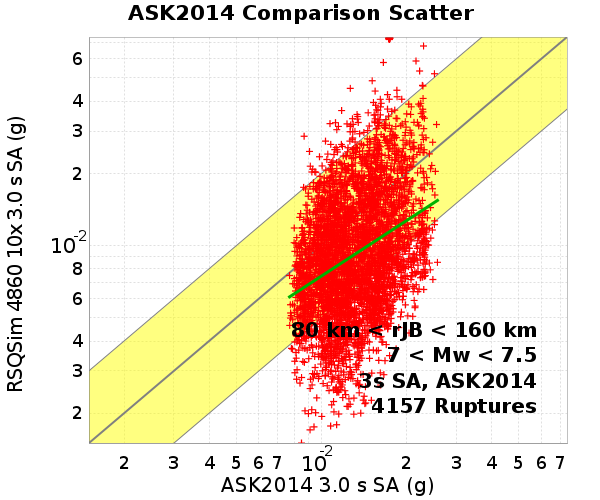 ASK2014 Comparison Scatter
RSQSim 4860 10x 3.0 s SA (g)
6
4
3
2
10-2
8
6
4
3
2
80 km < rJB < 160 km
7 < Mw < 7.5
3s SA, ASK2014
4157 Ruptures
2 3 4 5 6 7 10-2 2 3 4 5 6 7
ASK2014 3.0 s SA (g)